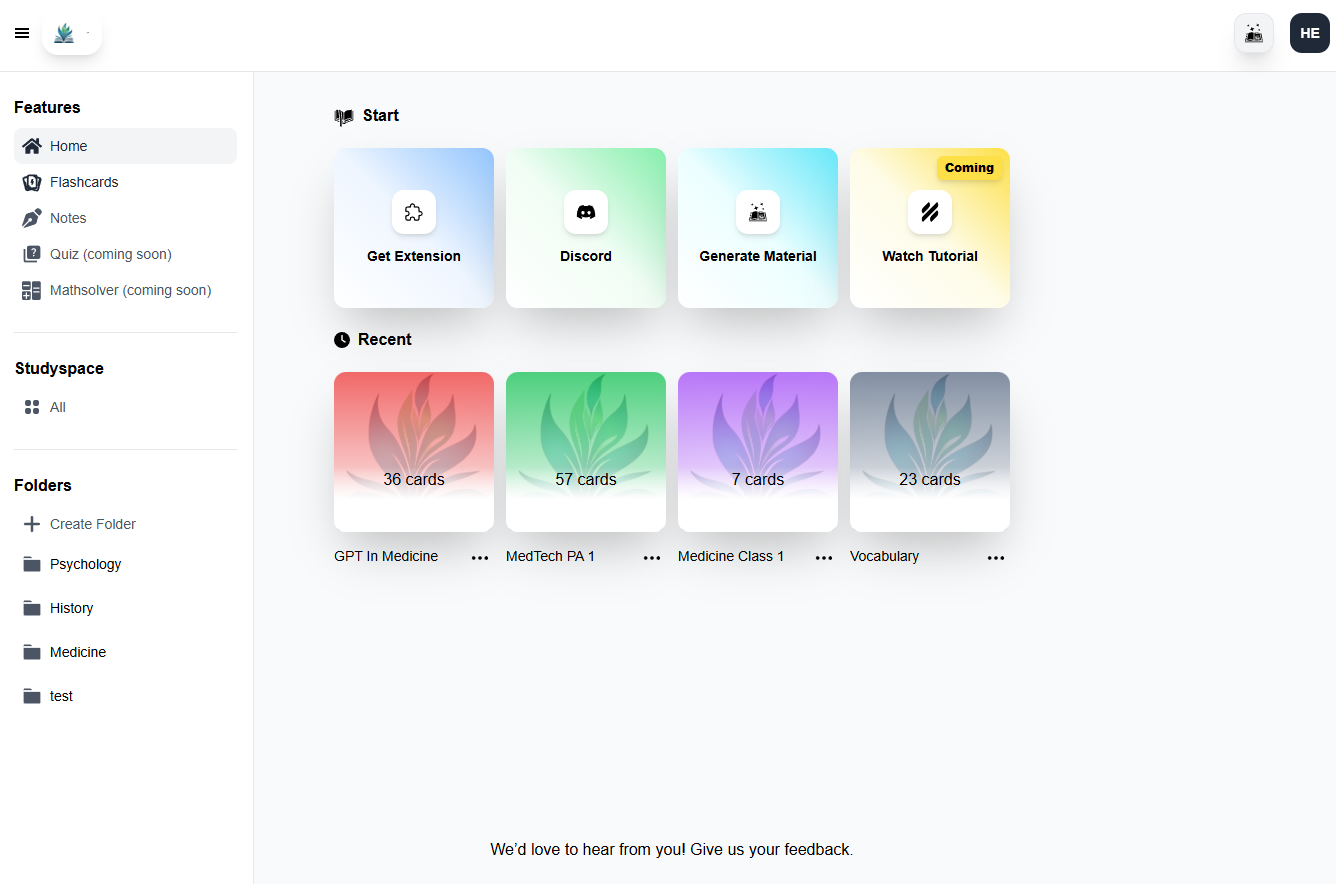 HE
Features
Home
Flashcards
Notes
Quiz (coming soon)
Mathsolver (coming soon)
Studyspace
All
Folders
Create Folder
Psychology
History
Medicine
test
Start
Get Extension
Discord
Generate Material
Coming
Watch Tutorial
Recent
36 cards
57 cards
7 cards
23 cards
GPT In Medicine
MedTech PA 1
Medicine Class 1
Vocabulary
We’d love to hear from you! Give us your feedback.